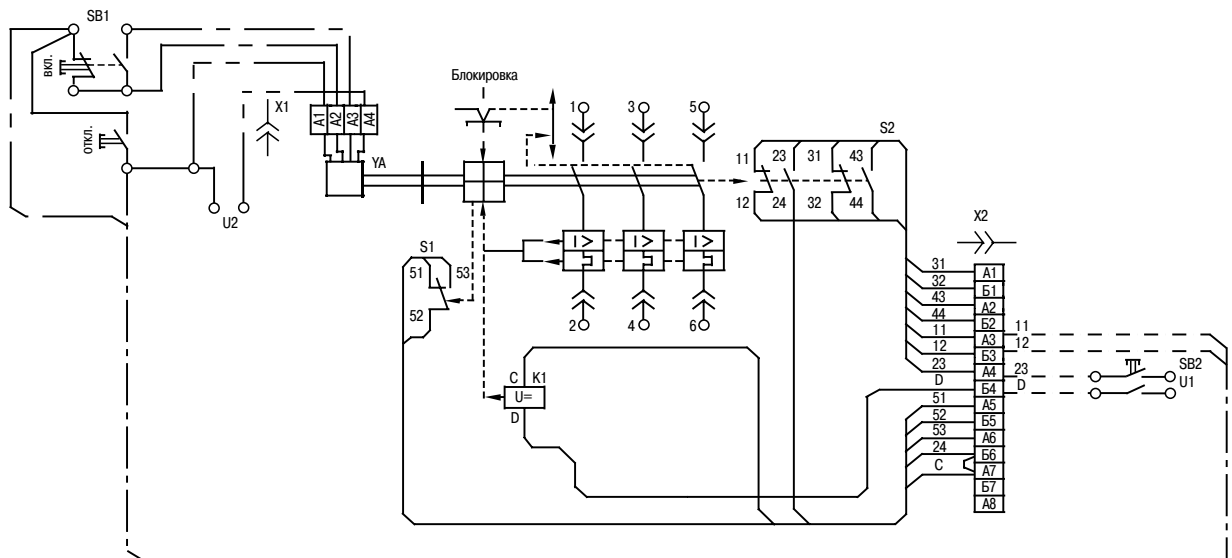 SB1
вкл.
откл.
U2
X1
A1
A2
A3
A4
YA
Блокировка
1
3
5
2
4
6
I >
I >
I >
S1
51
53
52
C K1
U=
D
S2
11 23 31 43
12 24 32 44
X2
31 A1
32 Б1
43 A2
44 Б2
11 A3 11
12 Б3 12
23 A4 23
D Б4 D
51 A5
52 Б5
53 A6
24 Б6
C A7
Б7
A8
SB2
U1